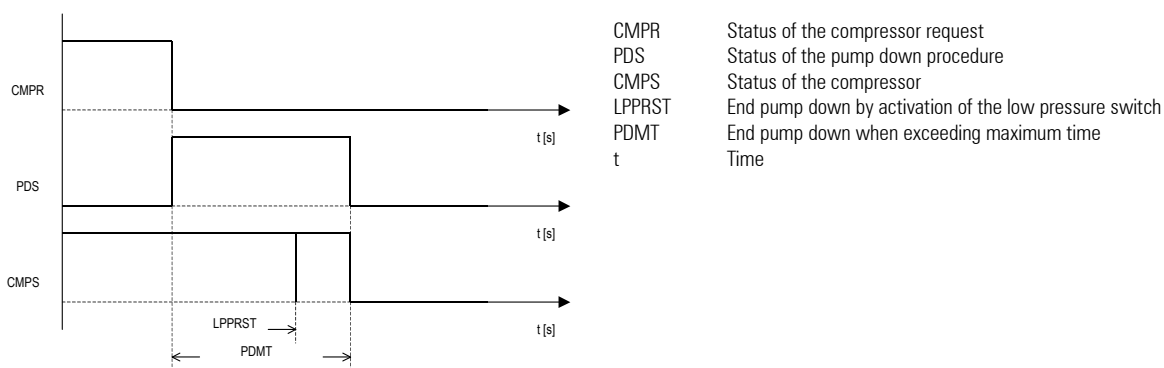 CMPR
t [s]
PDS
t [s]
CMPS
t [s]
LPPRST
PDMT
CMPR Status of the compressor request
PDS Status of the pump down procedure
CMPS Status of the compressor
LPPRST End pump down by activation of the low pressure switch
PDMT End pump down when exceeding maximum time
t Time